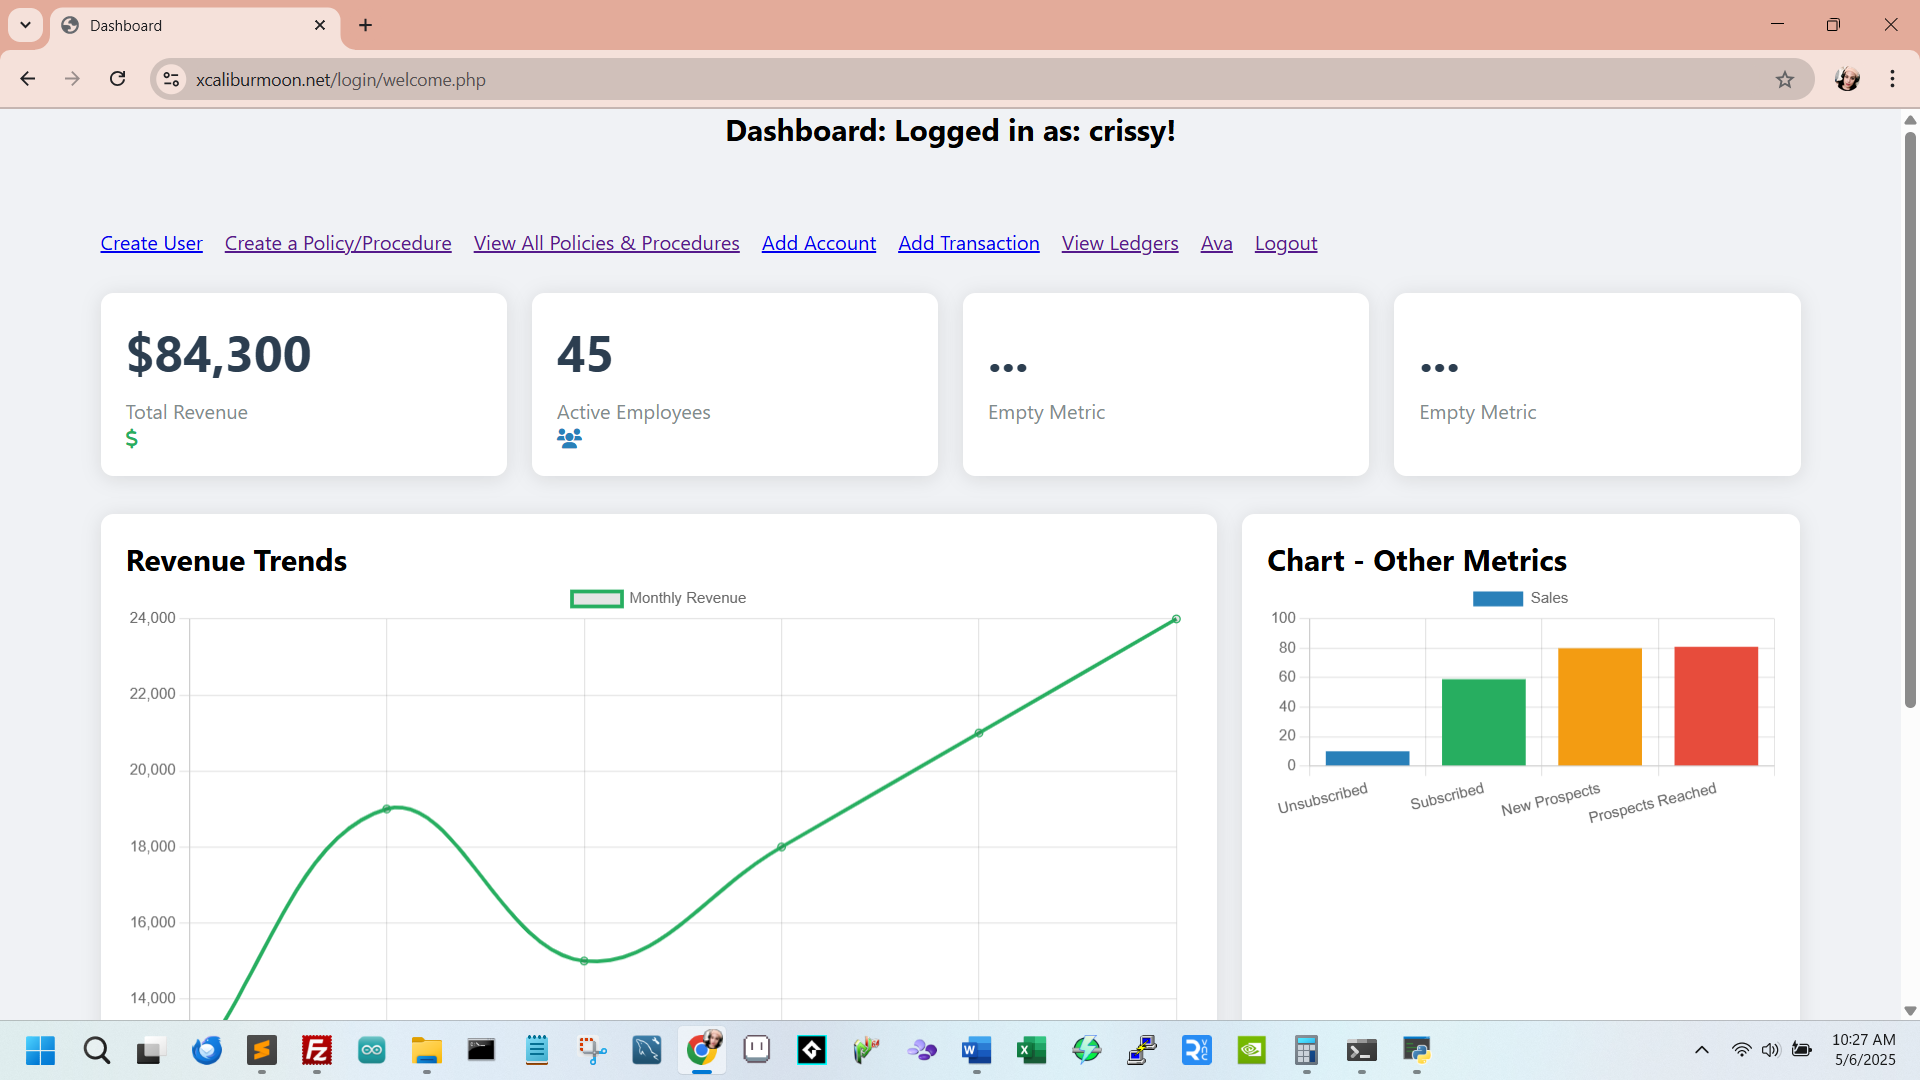 Dashboard
xcaliburmoon.net/login/welcome.php
Dashboard: Logged in as: crissy!
Create User Create a Policy/Procedure View All Policies & Procedures Add Account Add Transaction View Ledgers Ava Logout
$84,300
Total Revenue
$
45
Active Employees
...
Empty Metric
...
Empty Metric
Revenue Trends
Monthly Revenue
24,000
22,000
20,000
18,000
16,000
14,000
Chart - Other Metrics
Sales
100
80
60
40
20
0
Unsubscribed
Subscribed
New Prospects
Prospects Reached
10:27 AM
5/6/2025